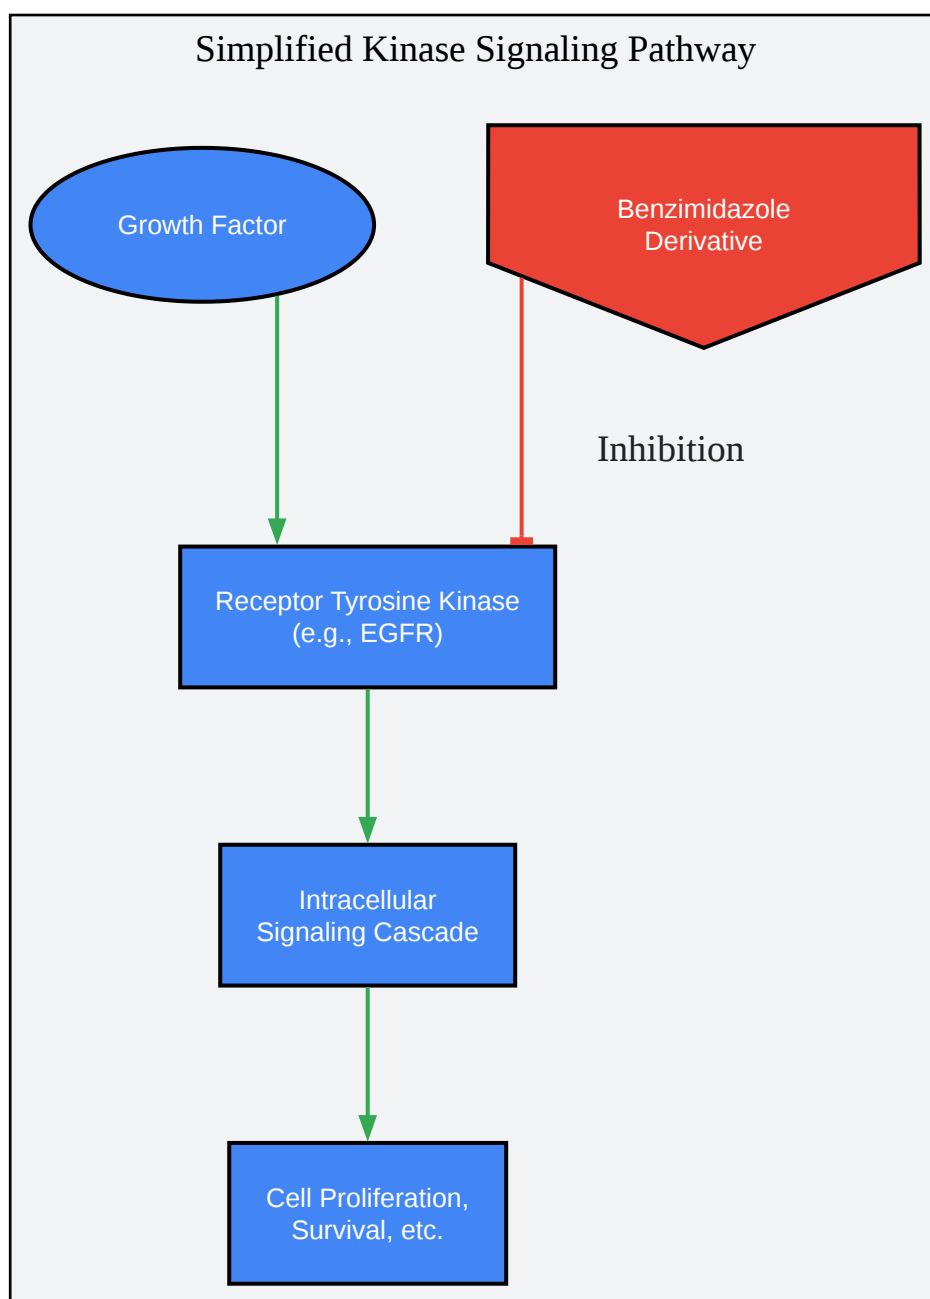 Simplified Kinase Signaling Pathway
Growth Factor
Benzimidazole
Derivative
Inhibition
Receptor Tyrosine Kinase
(e.g., EGFR)
Intracellular
Signaling Cascade
Cell Proliferation,
Survival, etc.